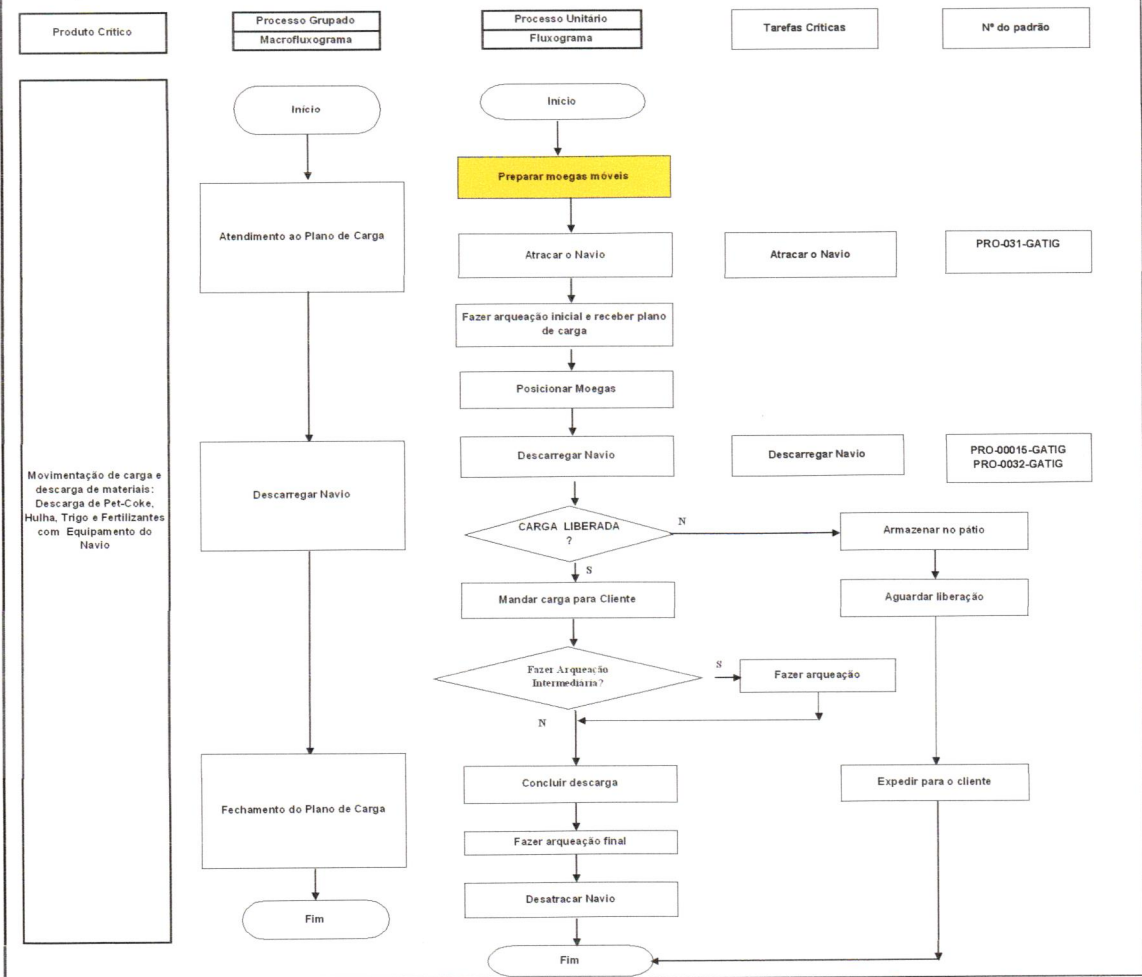 Produto Crítico
Processo Grupado
Macrofluxograma
Processo Unitário
Fluxograma
Tarefas Críticas
Nº do padrão
Movimentação de carga e
descarga de materiais:
Descarga de Pet-Coke,
Hulha, Trigo e Fertilizantes
com Equipamento do
Navio
Início
Atendimento ao Plano de Carga
Descarregar Navio
Fechamento do Plano de Carga
Fim
Início
Preparar moegas móveis
Atracar o Navio
Atracar o Navio
PRO-031-GATIG
Fazer arqueação inicial e receber plano
de carga
Posicionar Moegas
Descarregar Navio
Descarregar Navio
PRO-00015-GATIG
PRO-0032-GATIG
CARGA LIBERADA
?
N
Armazenar no pátio
S
Mandar carga para Cliente
Aguardar liberação
Fazer Arqueação
Intermediária?
S
Fazer arqueação
N
Concluir descarga
Expedir para o cliente
Fazer arqueação final
Desatracar Navio
Fim